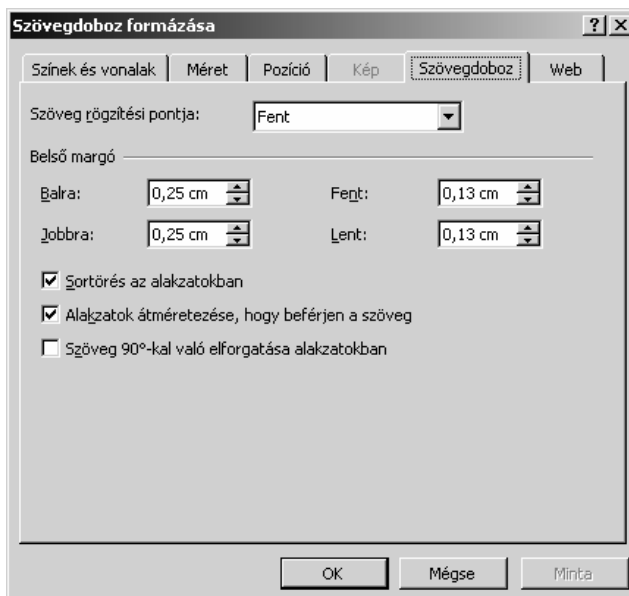 Szövegdoboz formázása
Színek és vonalak Méret Pozíció Kép Szövegdoboz Web
Szöveg rögzítési pontja: Fent
Belső margó
Balra: 0,25 cm Fent: 0,13 cm
Jobbra: 0,25 cm Lent: 0,13 cm
Sortörés az alakzatokban
Alakzatok átméretezése, hogy beférjen a szöveg
Szöveg 90°-kal való elforgatása alakzatokban
OK Mégse Minta